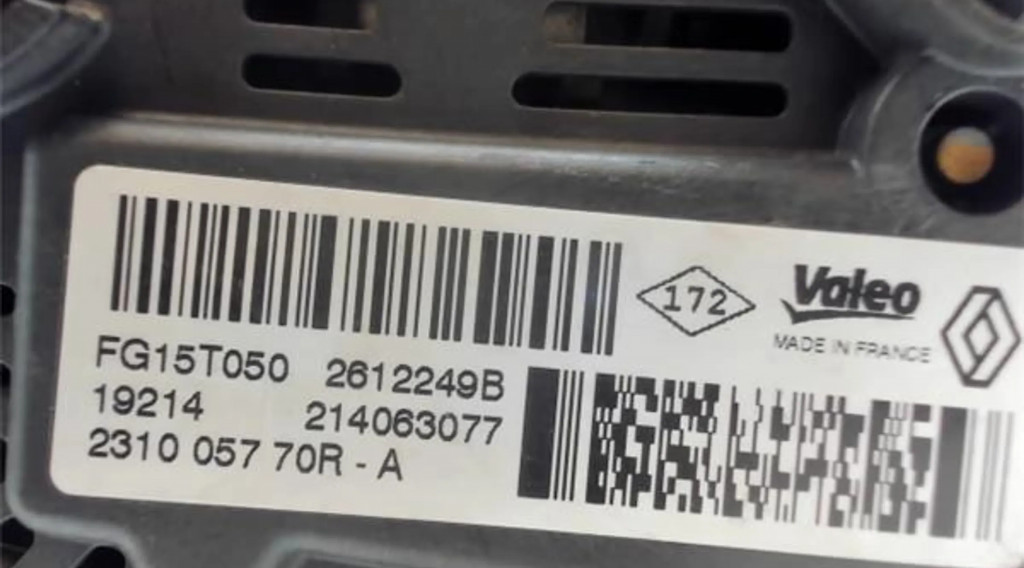 172
Valeo
MADE IN FRANCE
FG15T050 2612249B
19214 214063077
2310 057 70R - A